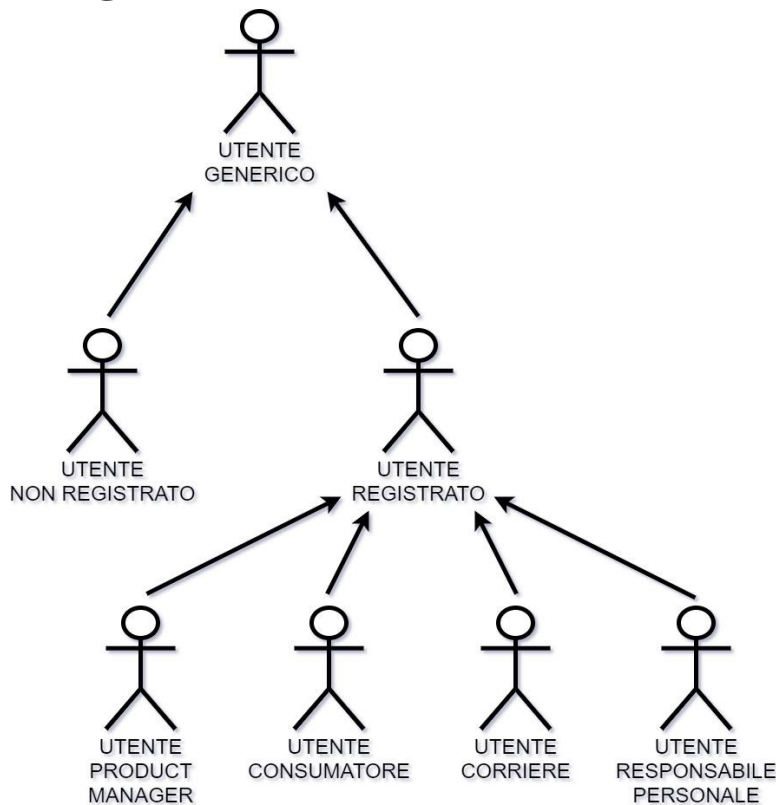 UTENTE
GENERICO
UTENTE
NON REGISTRATO
UTENTE
REGISTRATO
UTENTE
PRODUCT
MANAGER
UTENTE
CONSUMATORE
UTENTE
CORRIERE
UTENTE
RESPONSABILE
PERSONALE